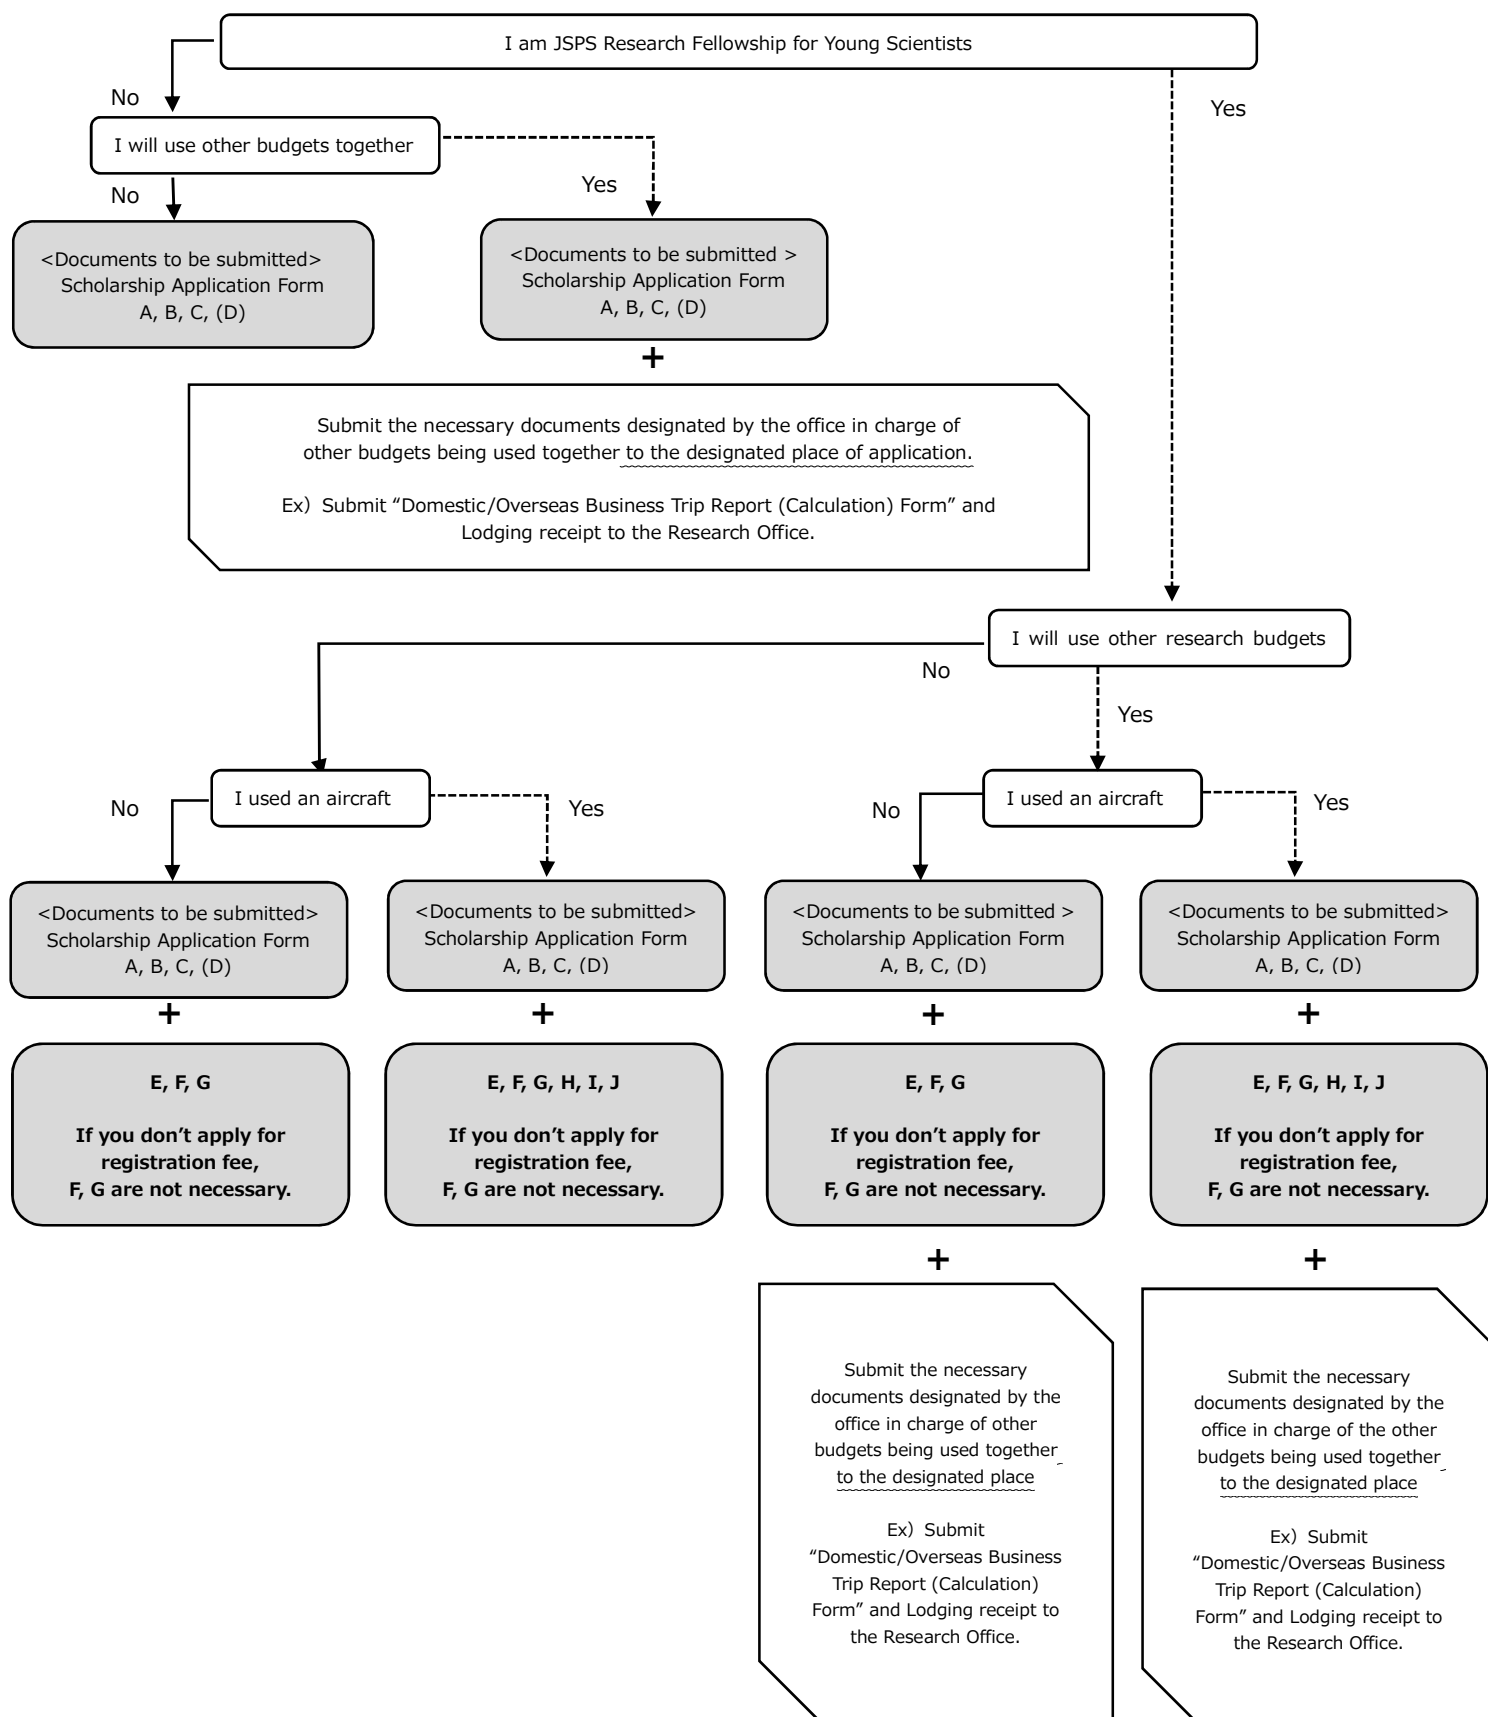 I am JSPS Research Fellowship for Young Scientists
No
Yes
I will use other budgets together
No
Yes
<Documents to be submitted>
Scholarship Application Form
A, B, C, (D)
<Documents to be submitted >
Scholarship Application Form
A, B, C, (D)
+
Submit the necessary documents designated by the office in charge of
other budgets being used together to the designated place of application.
Ex) Submit “Domestic/Overseas Business Trip Report (Calculation) Form” and
Lodging receipt to the Research Office.
I will use other research budgets
No
Yes
I used an aircraft
No
Yes
I used an aircraft
No
Yes
<Documents to be submitted>
Scholarship Application Form
A, B, C, (D)
+
E, F, G
If you don’t apply for
registration fee,
F, G are not necessary.
<Documents to be submitted>
Scholarship Application Form
A, B, C, (D)
+
E, F, G, H, I, J
If you don’t apply for
registration fee,
F, G are not necessary.
<Documents to be submitted >
Scholarship Application Form
A, B, C, (D)
+
E, F, G
If you don’t apply for
registration fee,
F, G are not necessary.
+
Submit the necessary
documents designated by the
office in charge of other
budgets being used together
to the designated place
Ex) Submit
“Domestic/Overseas Business
Trip Report (Calculation)
Form” and Lodging receipt to
the Research Office.
<Documents to be submitted>
Scholarship Application Form
A, B, C, (D)
+
E, F, G, H, I, J
If you don’t apply for
registration fee,
F, G are not necessary.
+
Submit the necessary
documents designated by the
office in charge of the other
budgets being used together
to the designated place
Ex) Submit
“Domestic/Overseas Business
Trip Report (Calculation)
Form” and Lodging receipt to
the Research Office.